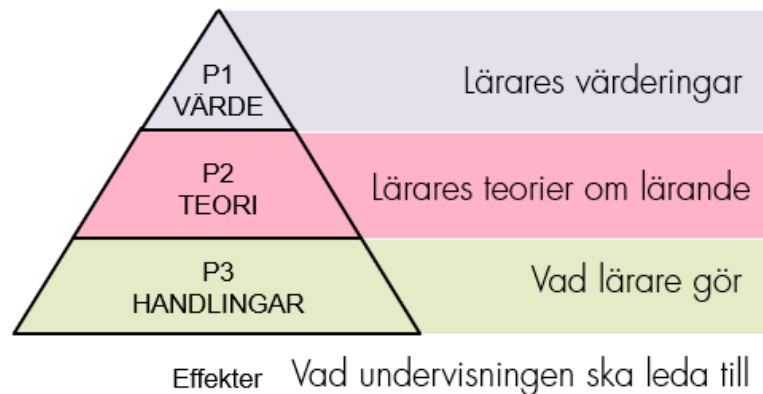 P1
VÄRDE
Lärares värderingar
P2
TEORI
Lärares teorier om lärande
P3
HANDLINGAR
Vad lärare gör
Effekter Vad undervisningen ska leda till